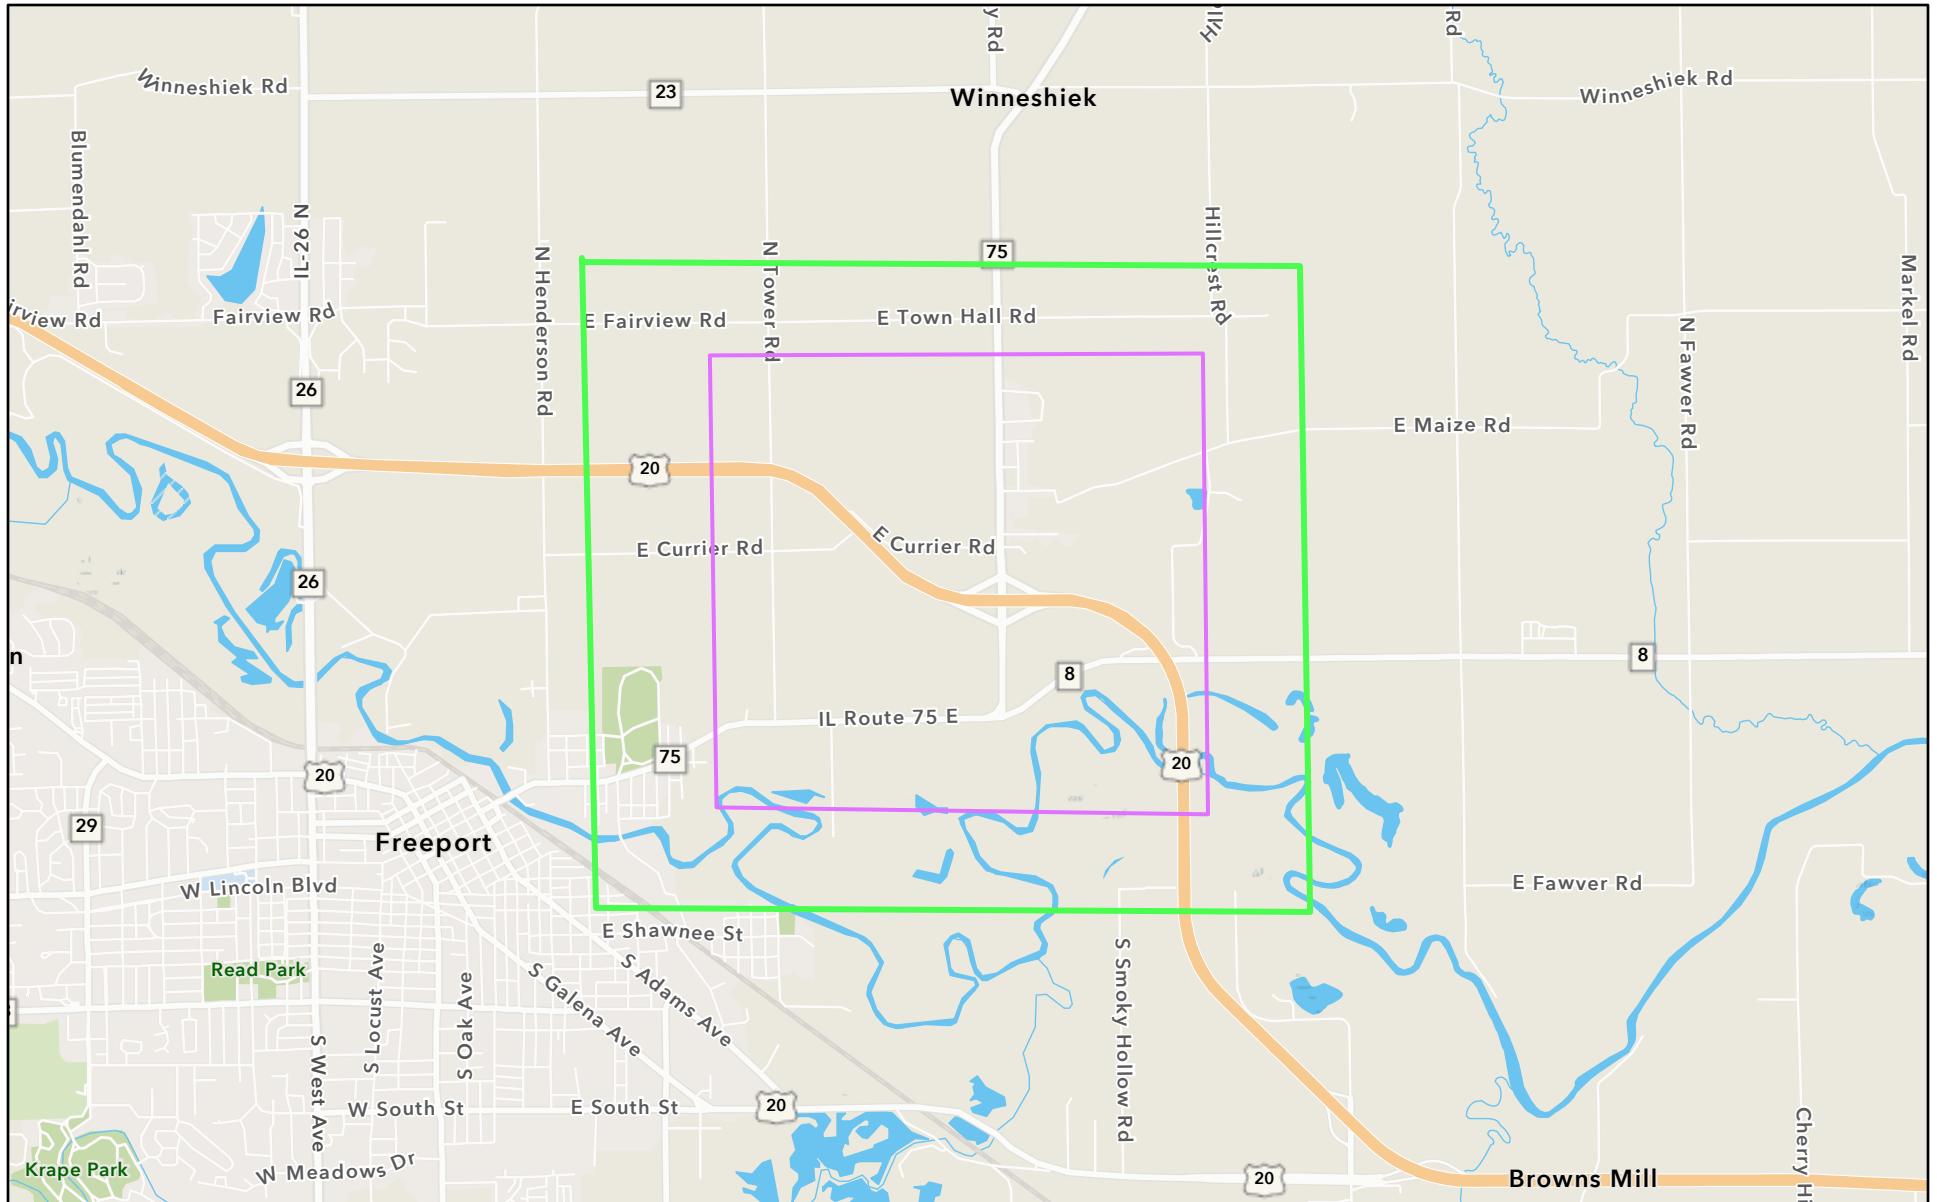 y Rd
Hill
Rd
Winneshiek Rd
23
Winneshiek
Winneshiek Rd
Blumendahl Rd
N IL-26
N Henderson Rd
N Tower Rd
75
Hillcrest Rd
Markel Rd
irview Rd
Fairview Rd
E Fairview Rd
E Town Hall Rd
N Fawver Rd
26
E Maize Rd
20
E Currier Rd
E Currier Rd
26
n
8
8
IL Route 75 E
75
20
20
29
Freeport
W Lincoln Blvd
E Fawver Rd
E Shawnee St
Read Park
S Locust Ave
S Oak Ave
S Galena Ave
S Adams Ave
S Smoky Hollow Rd
S West Ave
W South St
E South St
20
Krape Park
W Meadows Dr
20
Browns Mill
Cherry Hi